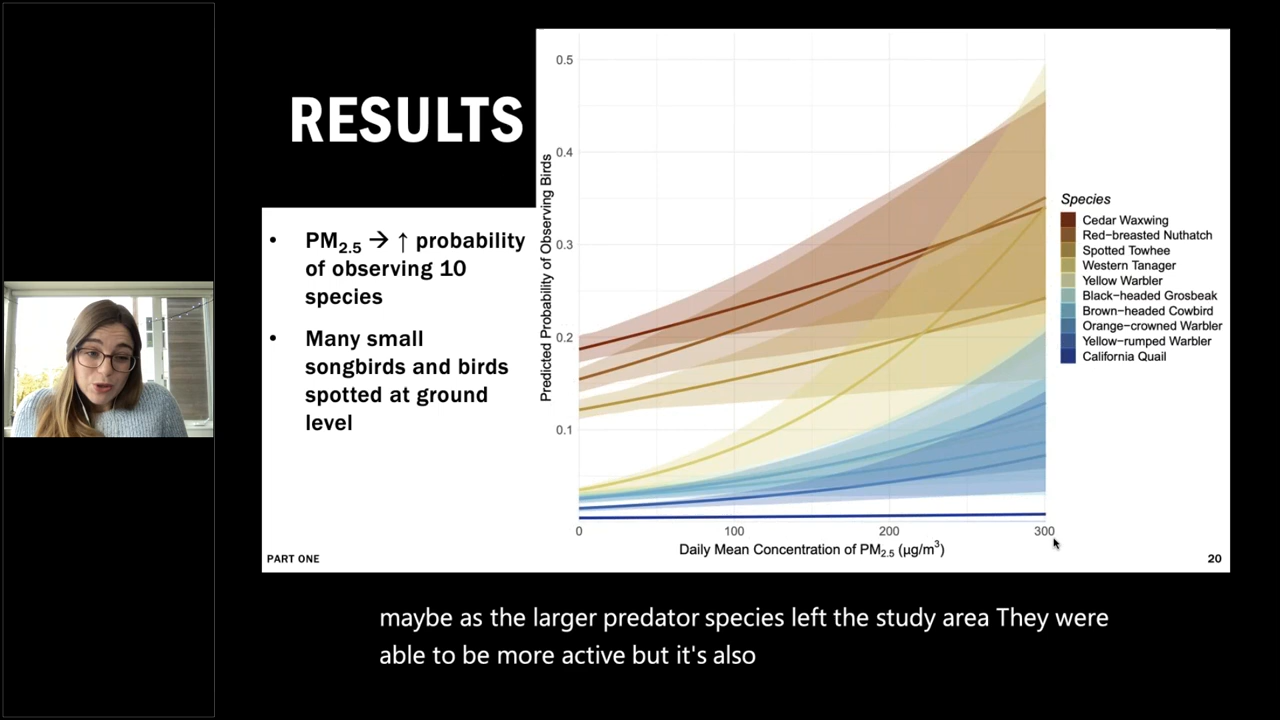 RESULTS
• PM2.5 → ↑ probability
of observing 10
species
• Many small
songbirds and birds
spotted at ground
level
PART ONE
Predicted Probability of Observing Birds
0.5
0.4
0.3
0.2
0.1
0 100 200 300
Daily Mean Concentration of PM2.5 (µg/m3)
Species
Cedar Waxwing
Red−breasted Nuthatch
Spotted Towhee
Western Tanager
Yellow Warbler
Black−headed Grosbeak
Brown−headed Cowbird
Orange−crowned Warbler
Yellow−rumped Warbler
California Quail
20
maybe as the larger predator species left the study area They were
able to be more active but it's also